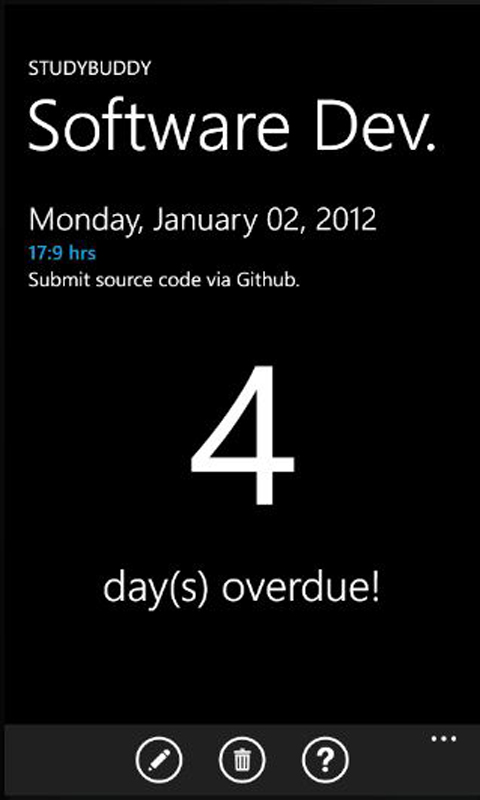 STUDYBUDDY
Software Dev.
Monday, January 02, 2012
17:9 hrs
Submit source code via Github.
4
day(s) overdue!
?
...